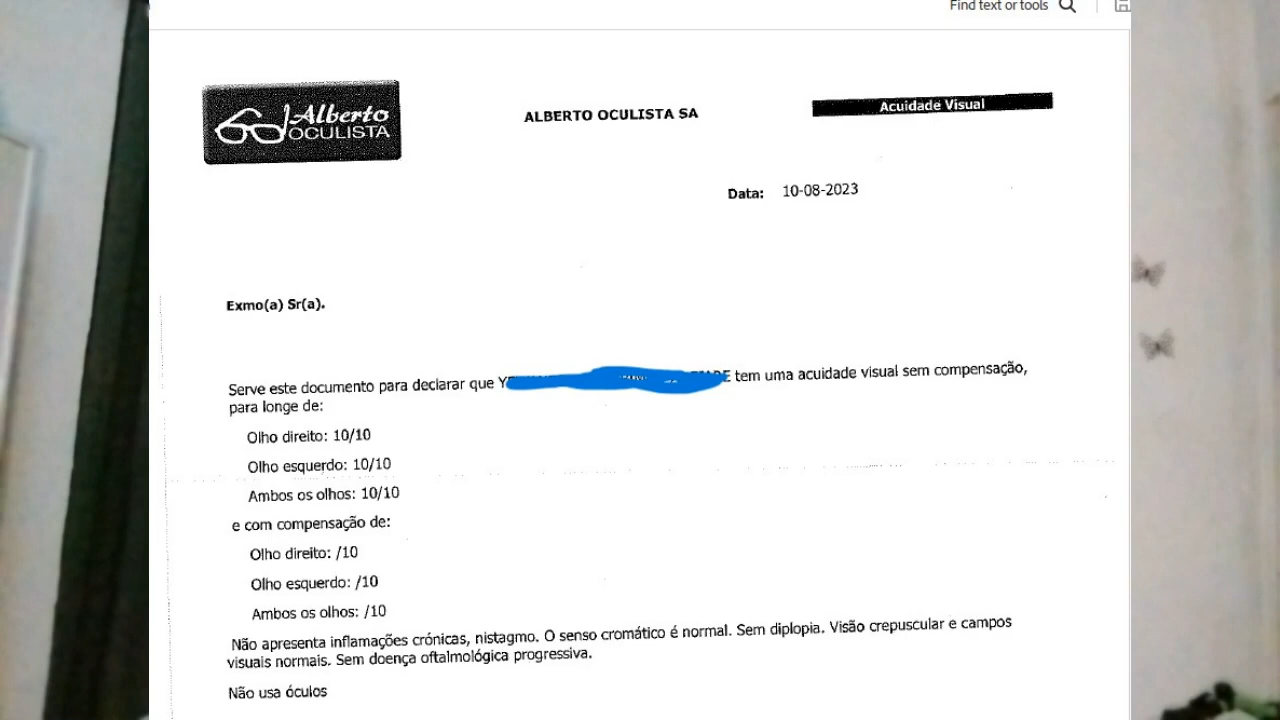 Find text or tools
Alberto
OCULISTA
ALBERTO OCULISTA SA
Acuidade Visual
Data: 10-08-2023
Exmo(a) Sr(a).
Serve este documento para declarar que tem uma acuidade visual sem compensação,
para longe de:
Olho direito: 10/10
Olho esquerdo: 10/10
Ambos os olhos: 10/10
e com compensação de:
Olho direito: /10
Olho esquerdo: /10
Ambos os olhos: /10
Não apresenta inflamações crónicas, nistagmo. O senso cromático é normal. Sem diplopia. Visão crepuscular e campos
visuais normais. Sem doença oftalmológica progressiva.
Não usa óculos